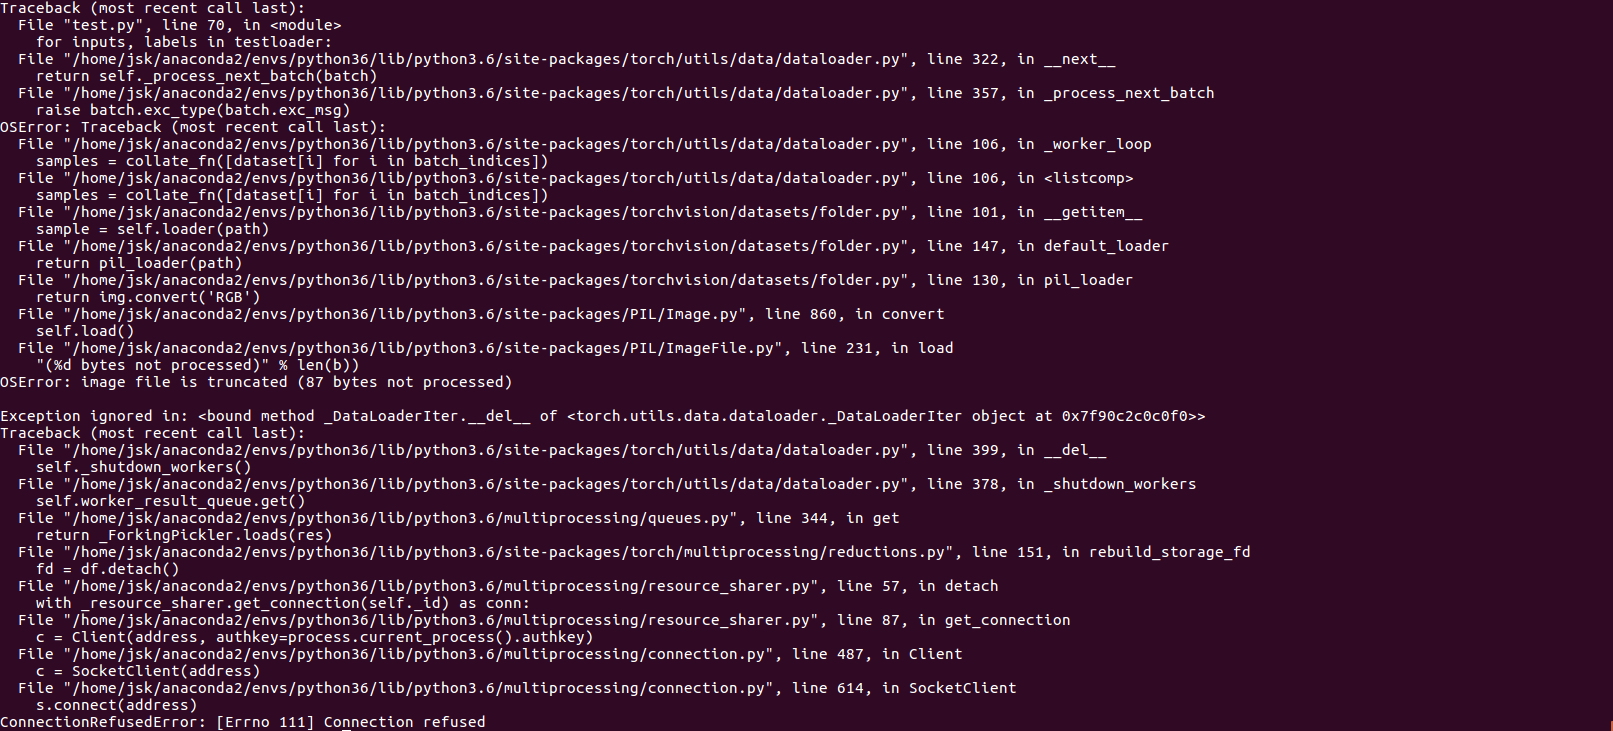 Traceback (most recent call last):
  File "test.py", line 70, in <module>
    for inputs, labels in testloader:
  File "/home/jsk/anaconda2/envs/python36/lib/python3.6/site-packages/torch/utils/data/dataloader.py", line 322, in __next__
    return self._process_next_batch(batch)
  File "/home/jsk/anaconda2/envs/python36/lib/python3.6/site-packages/torch/utils/data/dataloader.py", line 357, in _process_next_batch
    raise batch.exc_type(batch.exc_msg)
OSError: Traceback (most recent call last):
  File "/home/jsk/anaconda2/envs/python36/lib/python3.6/site-packages/torch/utils/data/dataloader.py", line 106, in _worker_loop
    samples = collate_fn([dataset[i] for i in batch_indices])
  File "/home/jsk/anaconda2/envs/python36/lib/python3.6/site-packages/torch/utils/data/dataloader.py", line 106, in <listcomp>
    samples = collate_fn([dataset[i] for i in batch_indices])
  File "/home/jsk/anaconda2/envs/python36/lib/python3.6/site-packages/torchvision/datasets/folder.py", line 101, in __getitem__
    sample = self.loader(path)
  File "/home/jsk/anaconda2/envs/python36/lib/python3.6/site-packages/torchvision/datasets/folder.py", line 147, in default_loader
    return pil_loader(path)
  File "/home/jsk/anaconda2/envs/python36/lib/python3.6/site-packages/torchvision/datasets/folder.py", line 130, in pil_loader
    return img.convert('RGB')
  File "/home/jsk/anaconda2/envs/python36/lib/python3.6/site-packages/PIL/Image.py", line 860, in convert
    self.load()
  File "/home/jsk/anaconda2/envs/python36/lib/python3.6/site-packages/PIL/ImageFile.py", line 231, in load
    "(%d bytes not processed)" % len(b))
OSError: image file is truncated (87 bytes not processed)

Exception ignored in: <bound method _DataLoaderIter.__del__ of <torch.utils.data.dataloader._DataLoaderIter object at 0x7f90c2c0c0f0>>
Traceback (most recent call last):
  File "/home/jsk/anaconda2/envs/python36/lib/python3.6/site-packages/torch/utils/data/dataloader.py", line 399, in __del__
    self._shutdown_workers()
  File "/home/jsk/anaconda2/envs/python36/lib/python3.6/site-packages/torch/utils/data/dataloader.py", line 378, in _shutdown_workers
    self.worker_result_queue.get()
  File "/home/jsk/anaconda2/envs/python36/lib/python3.6/multiprocessing/queues.py", line 344, in get
    return _ForkingPickler.loads(res)
  File "/home/jsk/anaconda2/envs/python36/lib/python3.6/site-packages/torch/multiprocessing/reductions.py", line 151, in rebuild_storage_fd
    fd = df.detach()
  File "/home/jsk/anaconda2/envs/python36/lib/python3.6/multiprocessing/resource_sharer.py", line 57, in detach
    with _resource_sharer.get_connection(self._id) as conn:
  File "/home/jsk/anaconda2/envs/python36/lib/python3.6/multiprocessing/resource_sharer.py", line 87, in get_connection
    c = Client(address, authkey=process.current_process().authkey)
  File "/home/jsk/anaconda2/envs/python36/lib/python3.6/multiprocessing/connection.py", line 487, in Client
    c = SocketClient(address)
  File "/home/jsk/anaconda2/envs/python36/lib/python3.6/multiprocessing/connection.py", line 614, in SocketClient
    s.connect(address)
ConnectionRefusedError: [Errno 111] Connection refused